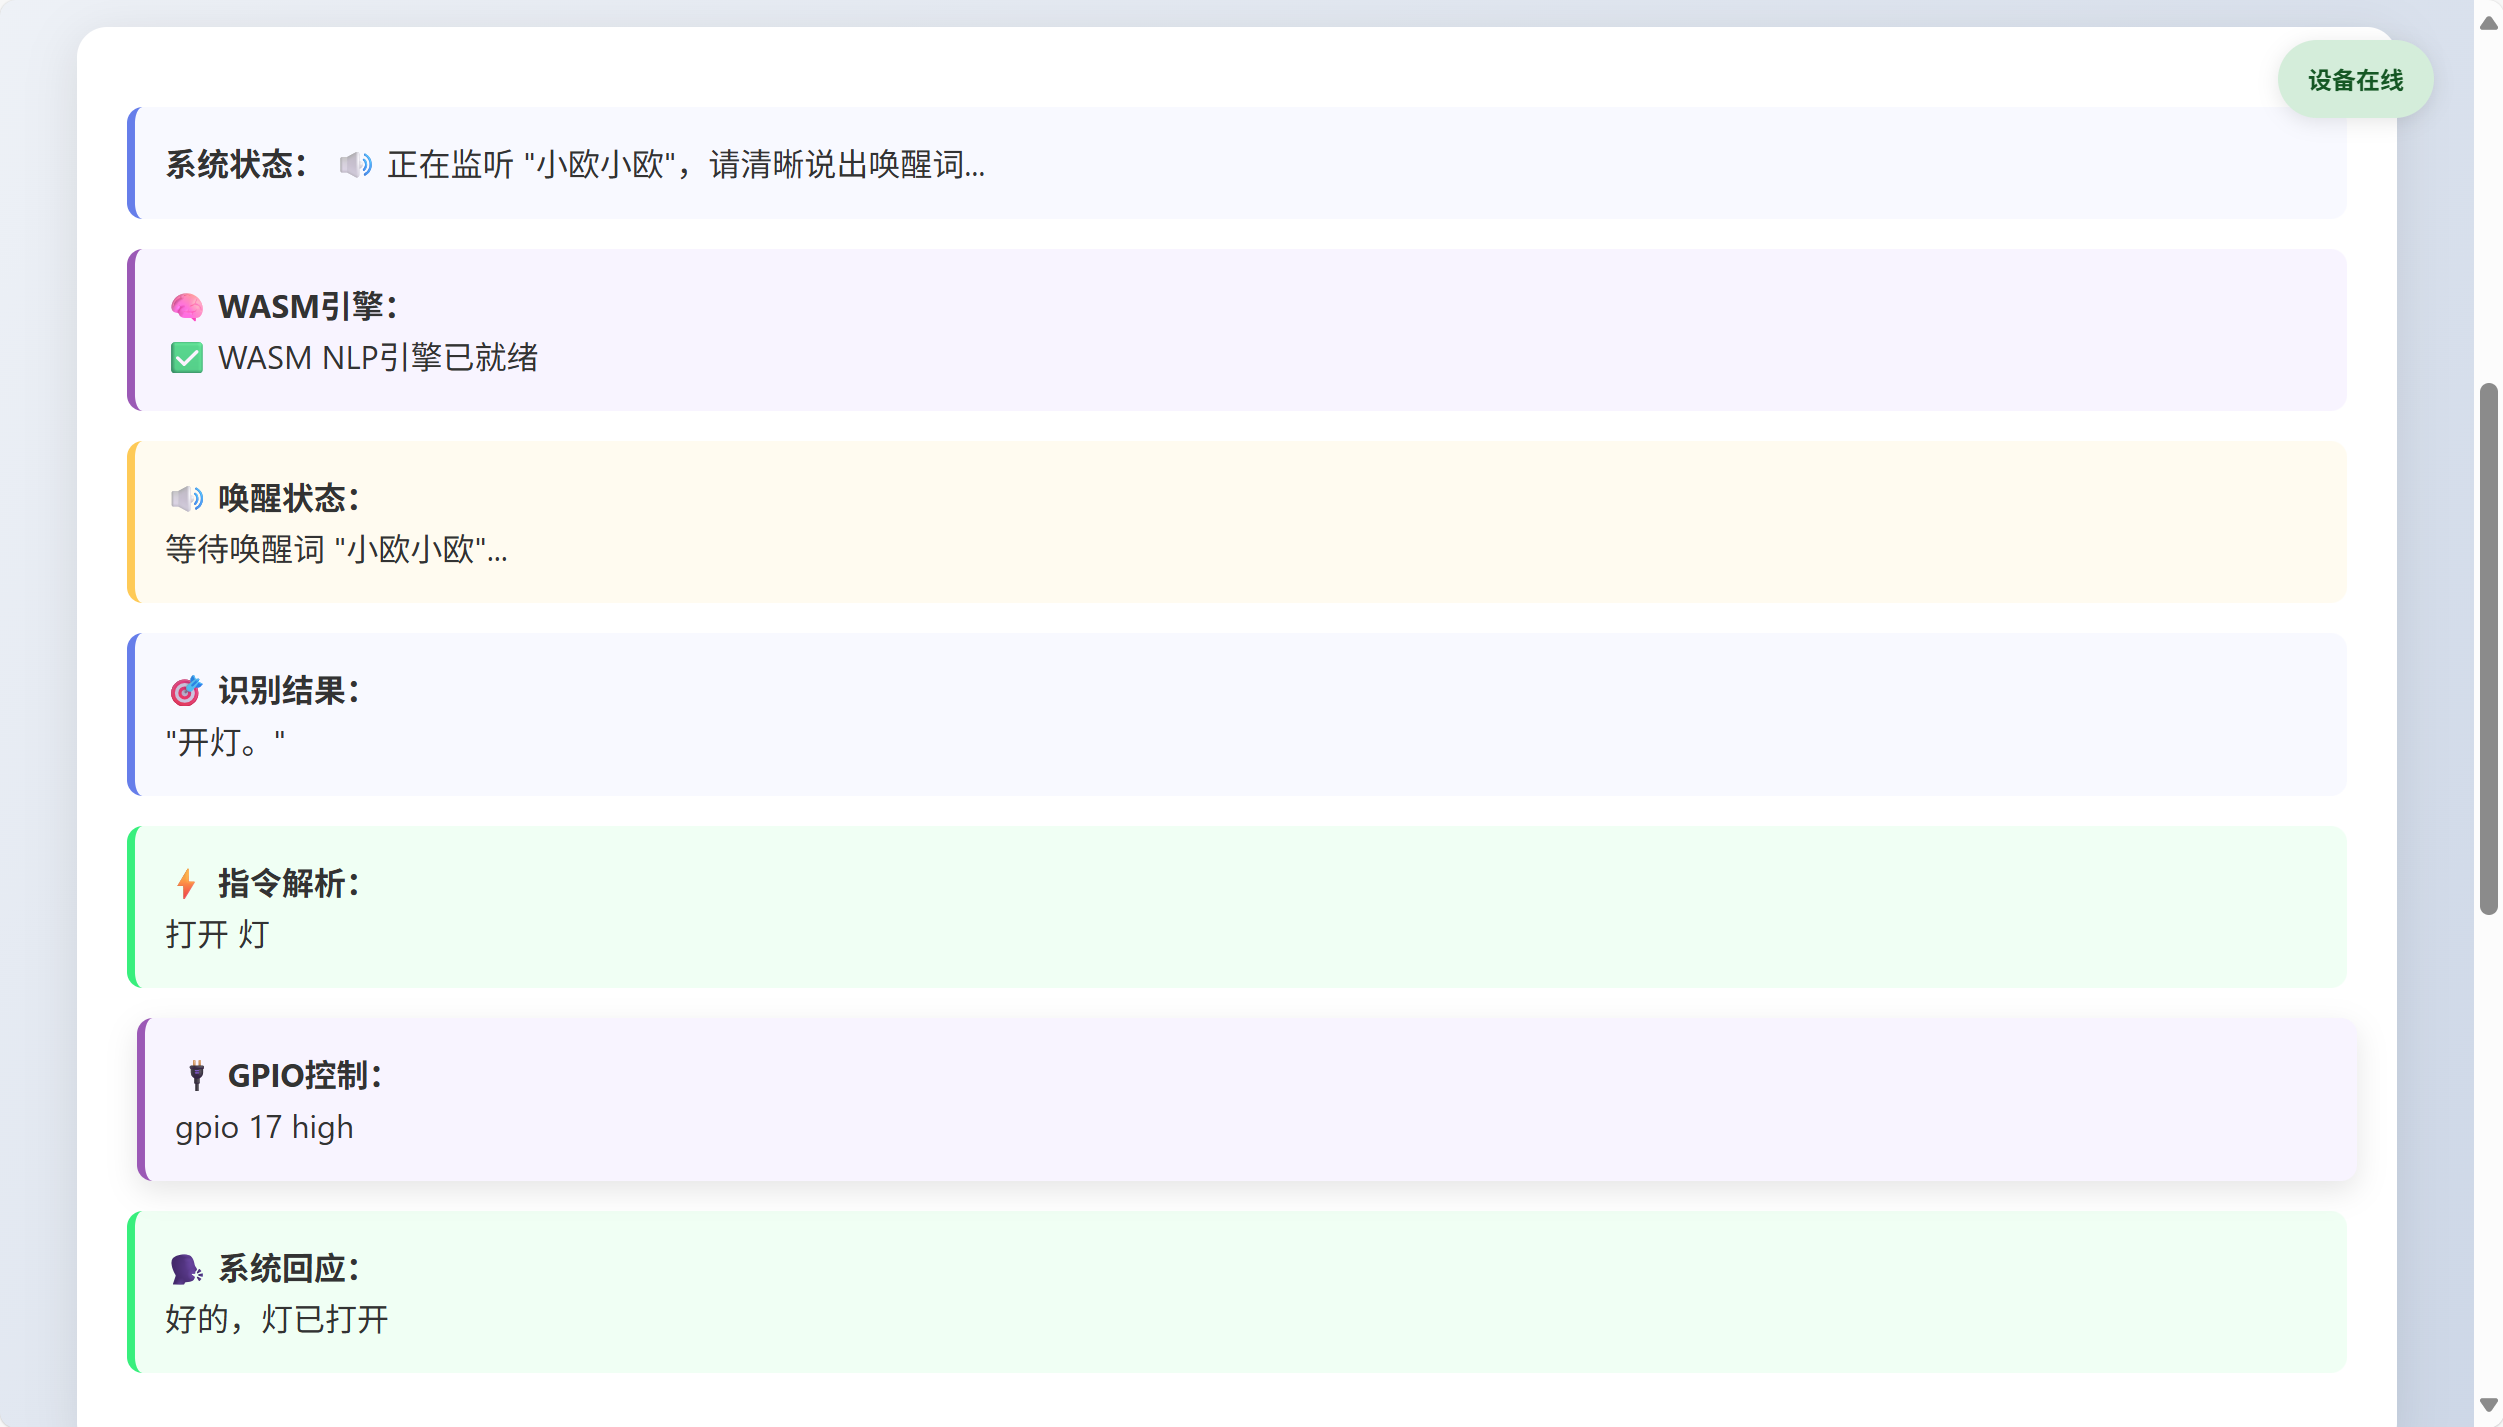 设备在线
系统状态： 🔊 正在监听 "小欧小欧"，请清晰说出唤醒词...
🧠 WASM引擎：
✅ WASM NLP引擎已就绪
🔊 唤醒状态：
等待唤醒词 "小欧小欧"...
🎯 识别结果：
"开灯。"
⚡ 指令解析：
打开 灯
🔌 GPIO控制：
gpio 17 high
🗣 系统回应：
好的，灯已打开